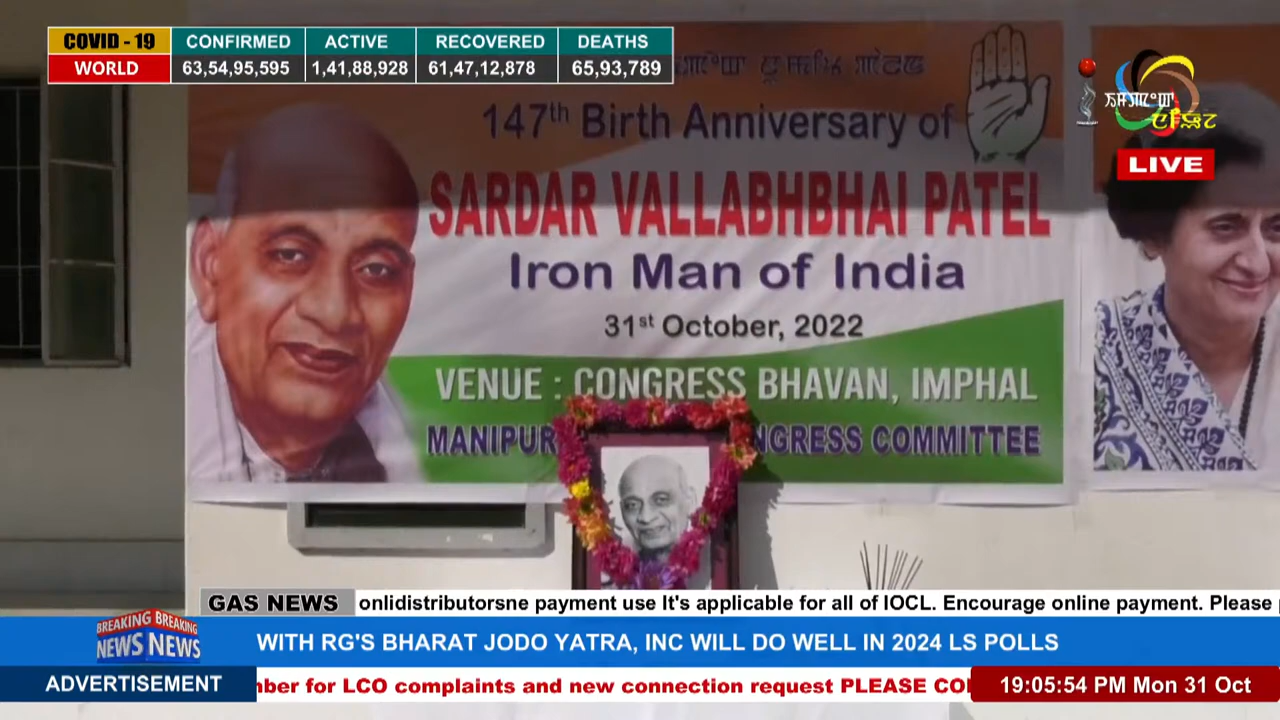 COVID - 19 CONFIRMED ACTIVE RECOVERED DEATHS
WORLD 63,54,95,595 1,41,88,928 61,47,12,878 65,93,789
147th Birth Anniversary of
LIVE
SARDAR VALLABHBHAI PATEL
Iron Man of India
31st October, 2022
VENUE : CONGRESS BHAVAN, IMPHAL
MANIPUR NGRESS COMMITTEE
GAS NEWS onlidistributorsne payment use It's applicable for all of IOCL. Encourage online payment. Please
BREAKING BREAKING
NEWS NEWS
WITH RG'S BHARAT JODO YATRA, INC WILL DO WELL IN 2024 LS POLLS
ADVERTISEMENT nber for LCO complaints and new connection request PLEASE CO 19:05:54 PM Mon 31 Oct